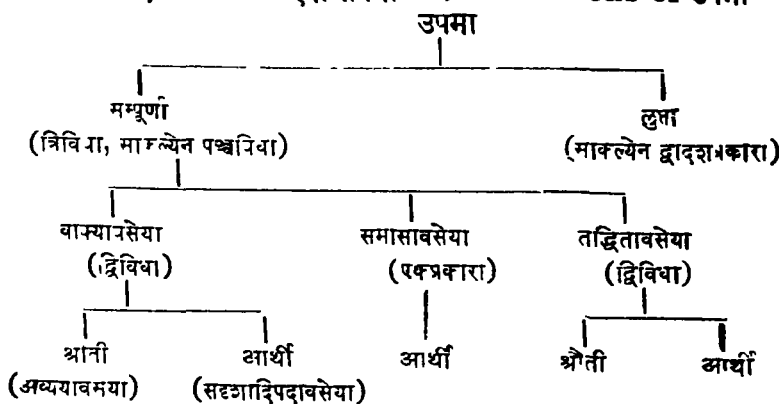 उपमा
सम्पूर्णा लुप्ता
(त्रिविधा, साकल्येन पञ्चविधा) (साकल्येन द्वादशप्रकारा)
वाक्यावसेया समासावसेया तद्धितावसेया
(द्विविधा) (एकप्रकारा) (द्विविधा)
श्रौती आर्थी आर्थी श्रौती आर्थी
(अव्ययावसेया) (सदृशादिपदावसेया)